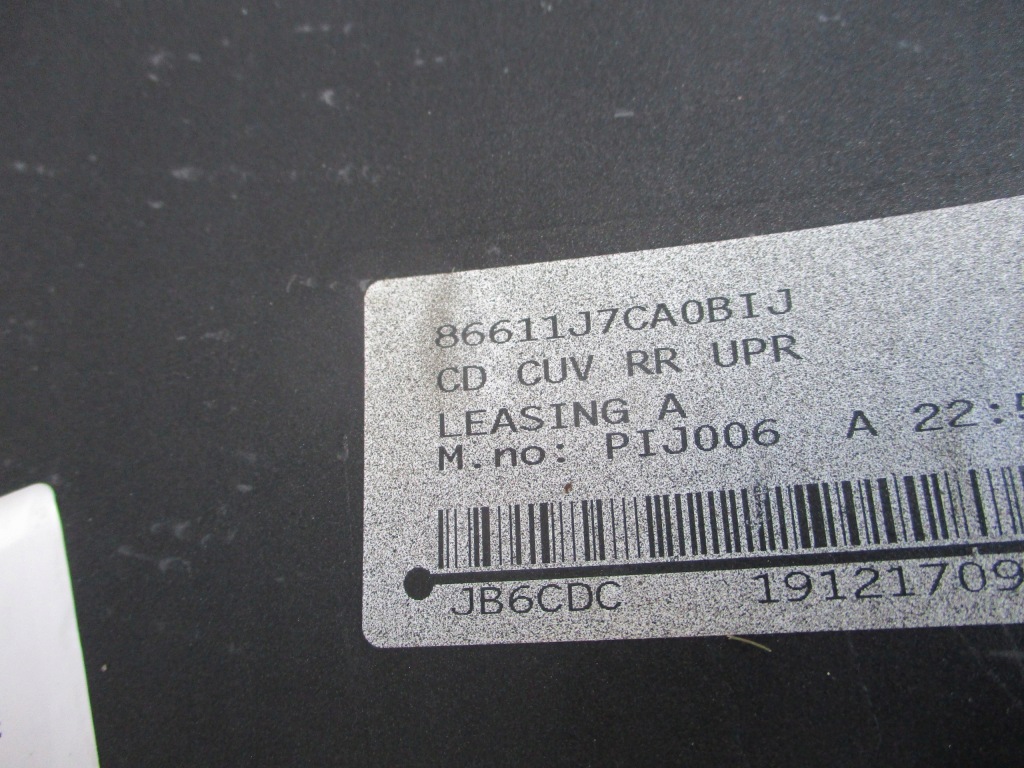 86611J7CA0BIJ
CD CUV RR UPR
LEASING A
M.no: PIJ006 A 22:5
JB6CDC 19121709